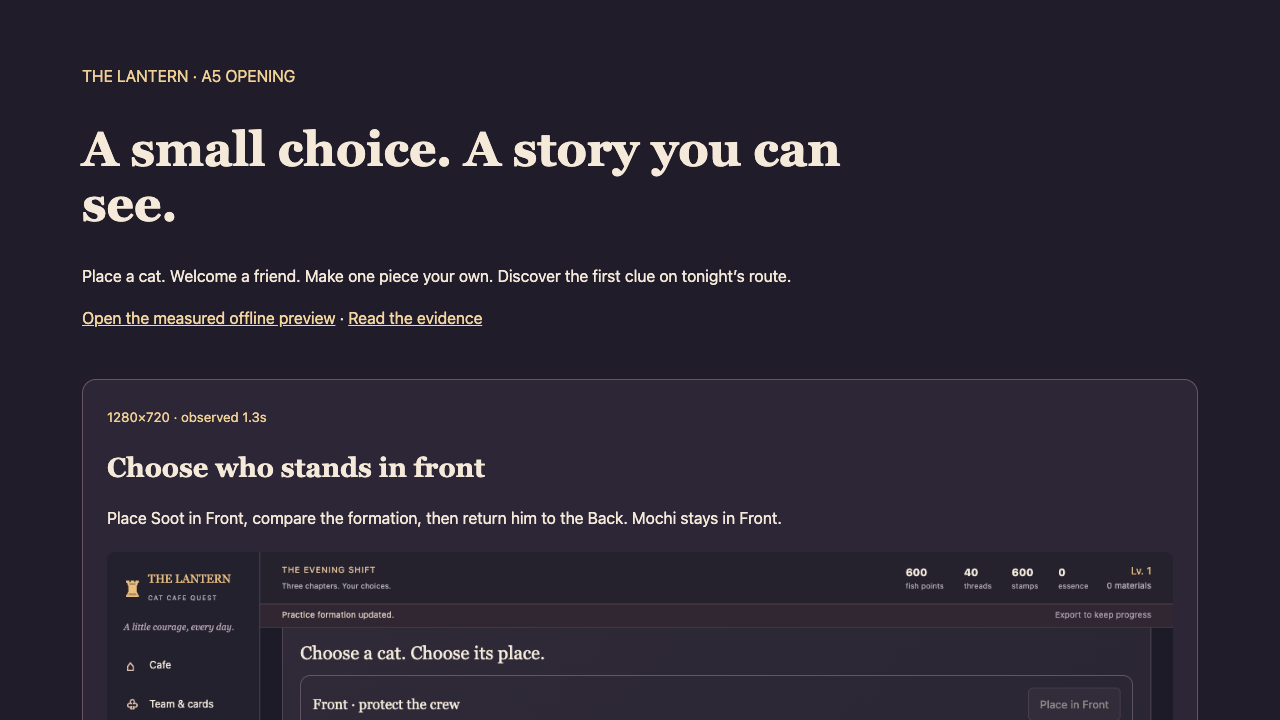 THE LANTERN · A5 OPENING
A small choice. A story you can
see.
Place a cat. Welcome a friend. Make one piece your own. Discover the first clue on tonight’s route.
Open the measured offline preview · Read the evidence
1280×720 · observed 1.3s
Choose who stands in front
Place Soot in Front, compare the formation, then return him to the Back. Mochi stays in Front.
THE LANTERN
CAT CAFE QUEST
A little courage, every day.
Cafe
Team & cards
THE EVENING SHIFT
Three chapters. Your choices.
600 40 600 0 Lv. 1
fish points threads stamps essence 0 materials
Practice formation updated. Export to keep progress
Choose a cat. Choose its place.
Front · protect the crew Place in Front